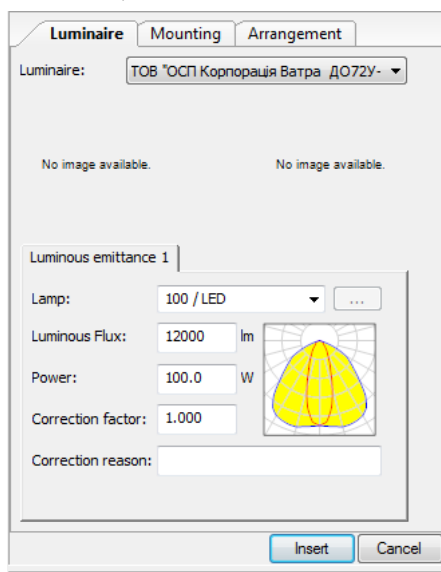 Luminaire Mounting Arrangement
Luminaire: ТОВ "ОСП Корпорація Ватра ДО72У-
No image available. No image available.
Luminous emittance 1
Lamp: 100 / LED ...
Luminous Flux: 12000 lm
Power: 100.0 W
Correction factor: 1.000
Correction reason:
Insert Cancel